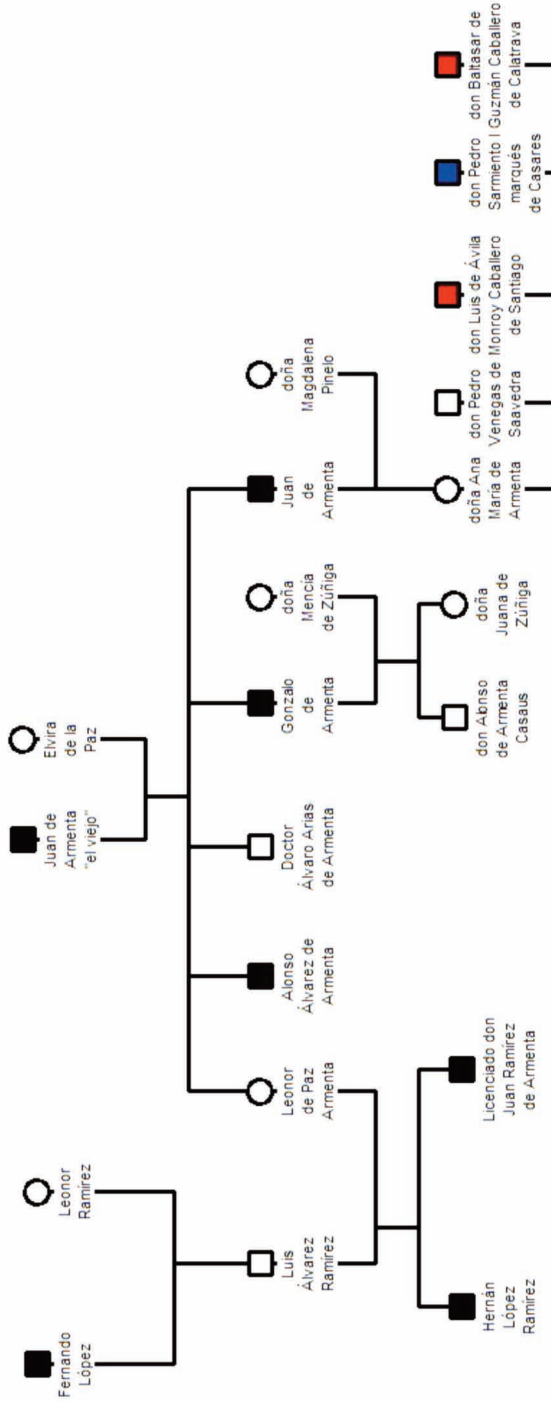 Fernando
López
Leonor
Ramírez
Juan de
Armenta
"el viejo"
Elvira
de la
Paz
Luis
Álvarez
Ramírez
Leonor
de Paz
Armenta
Alonso
Álvarez de
Armenta
Doctor
Álvaro Arias
de Armenta
Gonzalo
de
Armenta
doña
Mencía
de Zúñiga
Juan
de
Armenta
doña
Magdalena
Pinelo
Hernán
López
Ramírez
Licenciado don
Juan Ramírez
de Armenta
don Alonso
de Armenta
Casaus
doña
Juana de
Zúñiga
doña Ana
María de
Armenta
don Pedro
Venegas de
Saavedra
don Luis de Ávila
Monroy Caballero
de Santiago
don Pedro
Sarmiento I
marqués
de Casares
don Baltasar de
Guzmán Caballero
de Calatrava